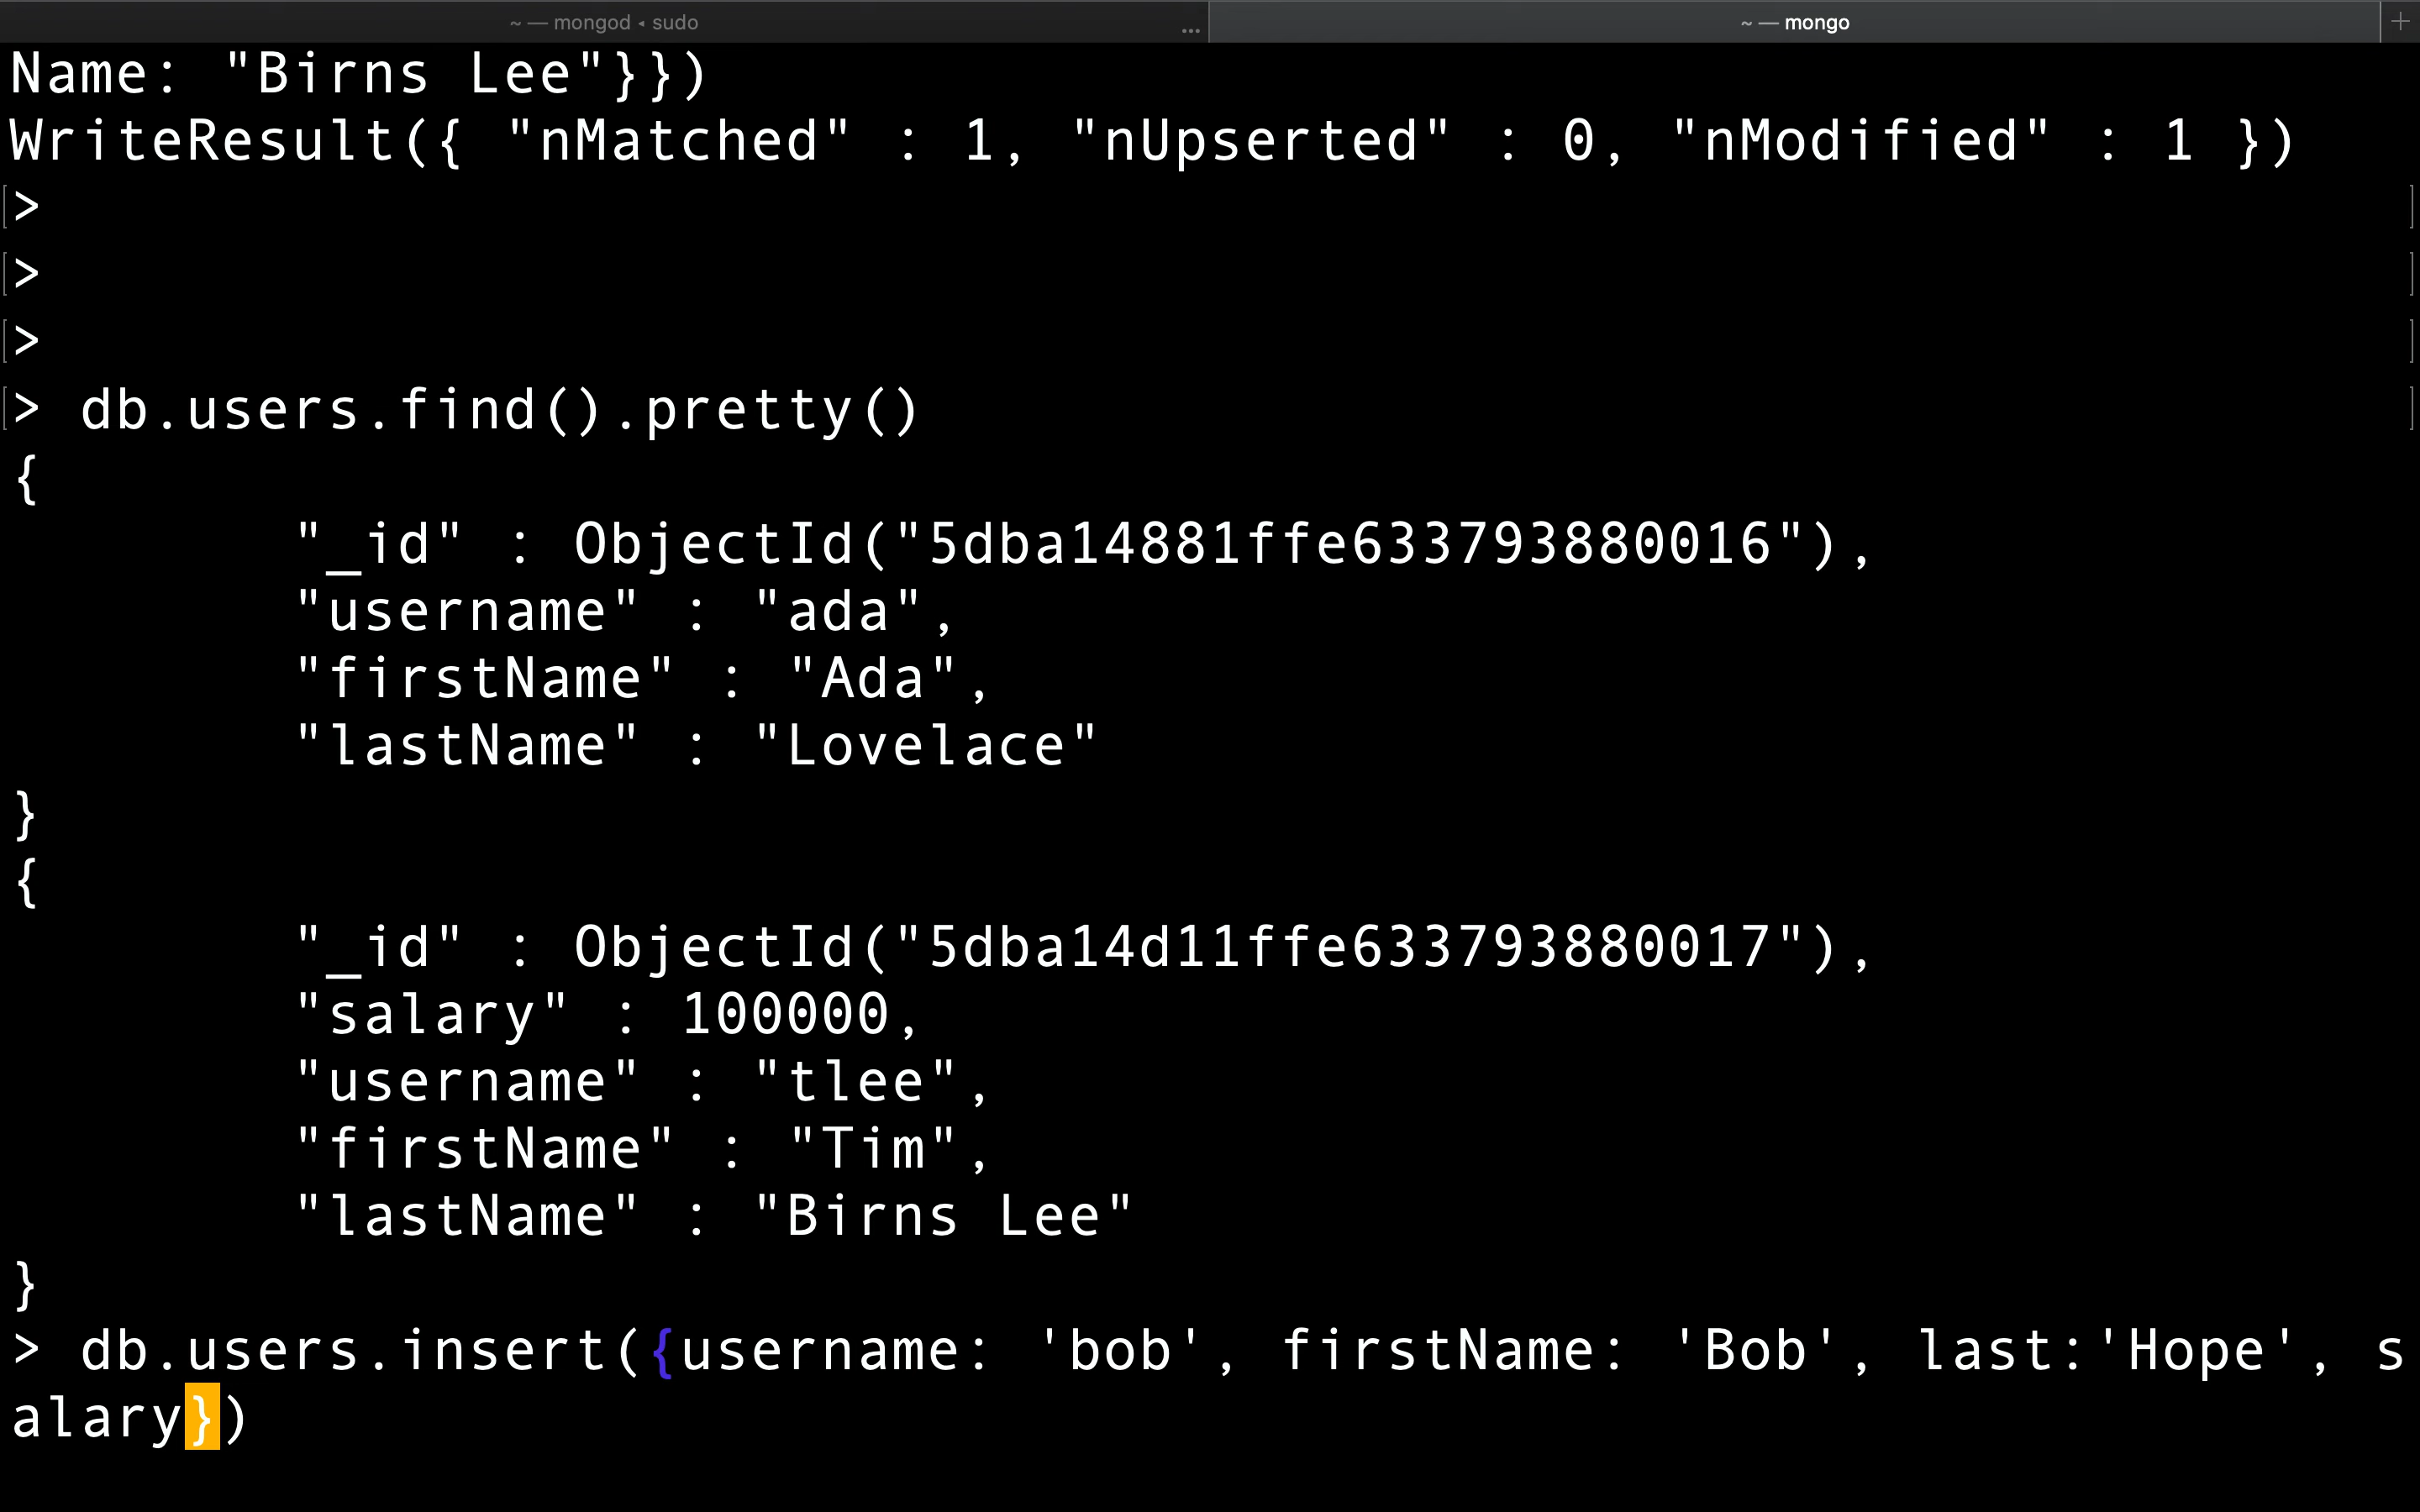 ~ — mongod ◂ sudo ... ~ — mongo +
Name: "Birns Lee"}})
WriteResult({ "nMatched" : 1, "nUpserted" : 0, "nModified" : 1 })
>
>
>
> db.users.find().pretty()
{
"_id" : ObjectId("5dba14881ffe633793880016"),
"username" : "ada",
"firstName" : "Ada",
"lastName" : "Lovelace"
}
{
"_id" : ObjectId("5dba14d11ffe633793880017"),
"salary" : 100000,
"username" : "tlee",
"firstName" : "Tim",
"lastName" : "Birns Lee"
}
> db.users.insert({username: 'bob', firstName: 'Bob', last:'Hope', s
alary})